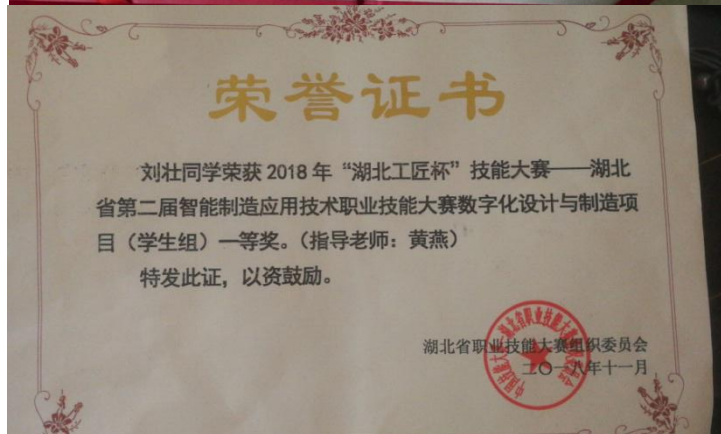 荣誉证书
刘壮同学荣获2018年“湖北工匠杯”技能大赛——湖北
省第二届智能制造应用技术职业技能大赛数字化设计与制造项
目（学生组）一等奖。（指导老师：黄燕）
特发此证，以资鼓励。
湖北省职业技能大赛组织委员会
二〇一八年十一月